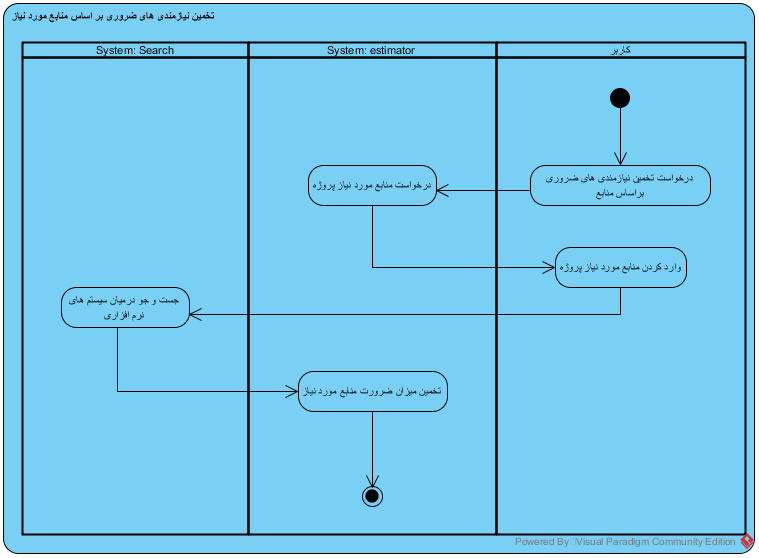 تخمین نیازمندی های ضروری بر اساس منابع مورد نیاز
System: Search
System: estimator
کاربر
درخواست تخمین نیازمندی های ضروری
براساس منابع
درخواست منابع مورد نیاز پروژه
وارد کردن منابع مورد نیاز پروژه
جست و جو درمیان سیستم های
نرم افزاری
تخمین میزان ضرورت منابع مورد نیاز
Powered By Visual Paradigm Community Edition